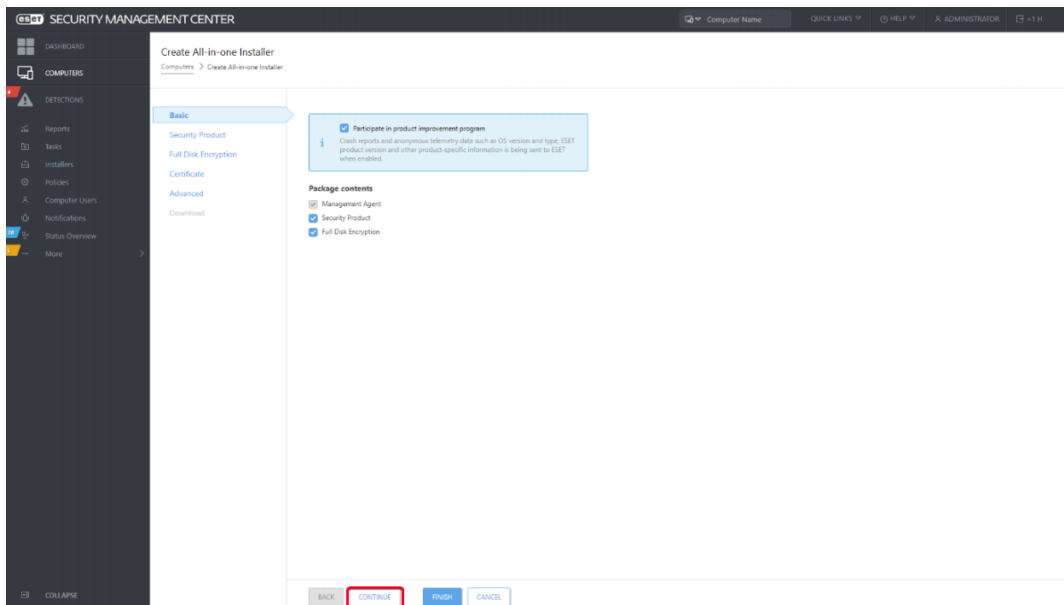 eset SECURITY MANAGEMENT CENTER
Computer Name
QUICK LINKS
HELP
ADMINISTRATOR
>1 H
DASHBOARD
COMPUTERS
DETECTIONS
Reports
Tasks
Installers
Policies
Computer Users
Notifications
Status Overview
More
COLLAPSE
Create All-in-one Installer
Computers > Create All-in-one Installer
Basic
Security Product
Full Disk Encryption
Certificate
Advanced
Download
Participate in product improvement program
Crash reports and anonymous telemetry data such as OS version and type, ESET
product version and other product-specific information is being sent to ESET
when enabled.
Package contents
Management Agent
Security Product
Full Disk Encryption
BACK
CONTINUE
FINISH
CANCEL